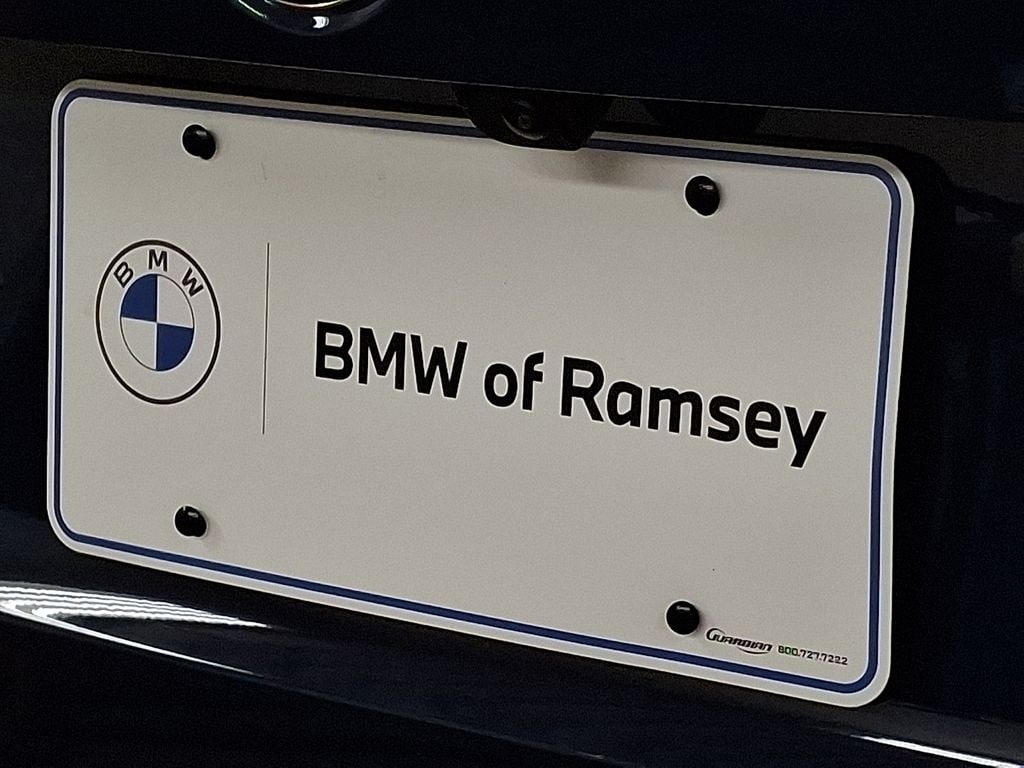 BMW
BMW of Ramsey
GUARDIAN 800.727.7222